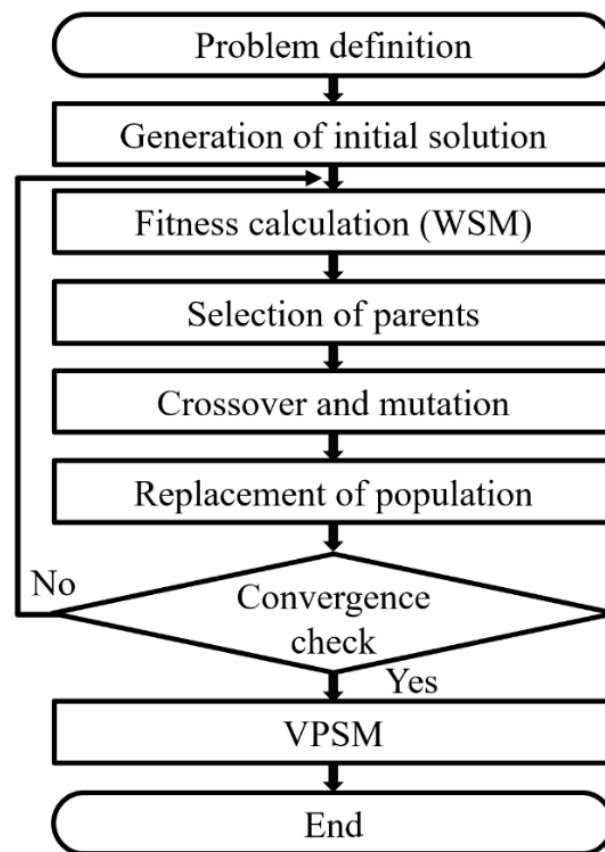 Problem definition
Generation of initial solution
Fitness calculation (WSM)
Selection of parents
Crossover and mutation
Replacement of population
No
Convergence
check
Yes
VPSM
End